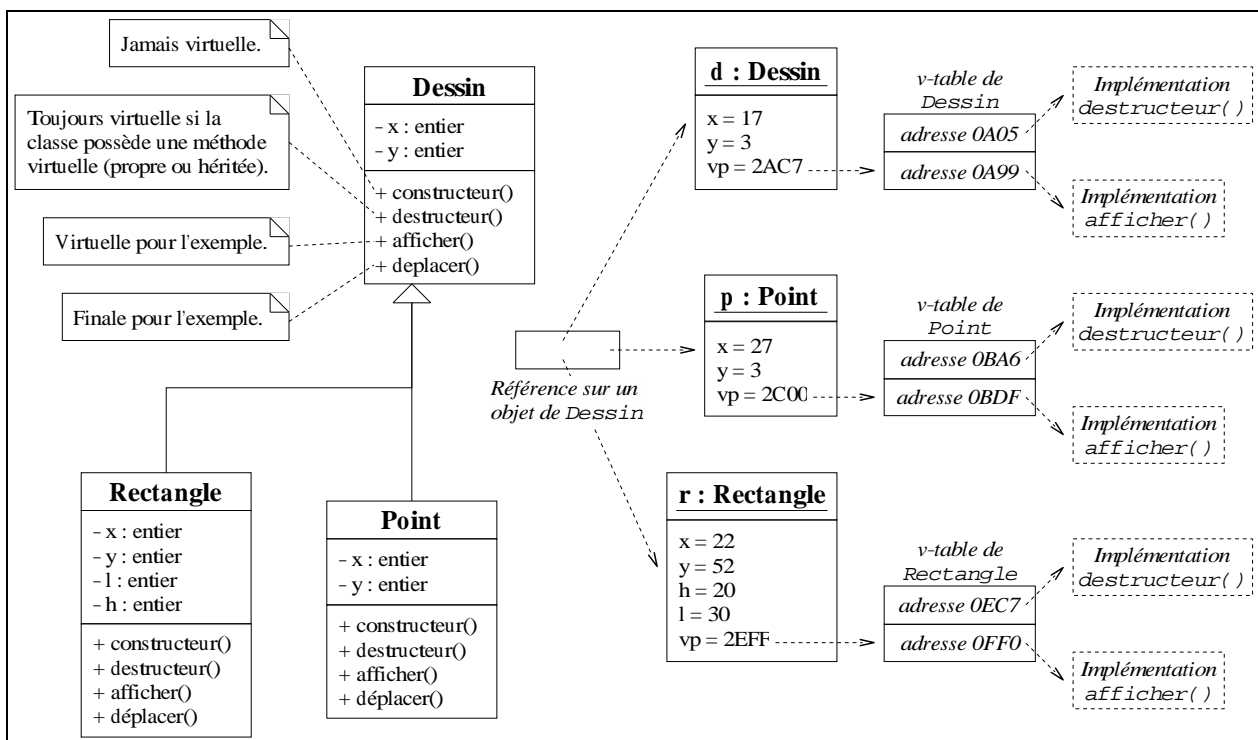 Jamais virtuelle.
Toujours virtuelle si la
classe possède une méthode
virtuelle (propre ou héritée).
Virtuelle pour l'exemple.
Finale pour l'exemple.
Dessin
- x : entier
- y : entier
+ constructeur()
+ destructeur()
+ afficher()
+ deplacer()
Rectangle
- x : entier
- y : entier
- l : entier
- h : entier
+ constructeur()
+ destructeur()
+ afficher()
+ déplacer()
Point
- x : entier
- y : entier
+ constructeur()
+ destructeur()
+ afficher()
+ déplacer()
Référence sur un
objet de Dessin
d : Dessin
x = 17
y = 3
vp = 2AC7
v-table de
Dessin
adresse 0A05
adresse 0A99
Implémentation
destructeur()
Implémentation
afficher()
p : Point
x = 27
y = 3
vp = 2C00
v-table de
Point
adresse 0BA6
adresse 0BDF
Implémentation
destructeur()
Implémentation
afficher()
r : Rectangle
x = 22
y = 52
h = 20
l = 30
vp = 2EFF
v-table de
Rectangle
adresse 0EC7
adresse 0FF0
Implémentation
destructeur()
Implémentation
afficher()